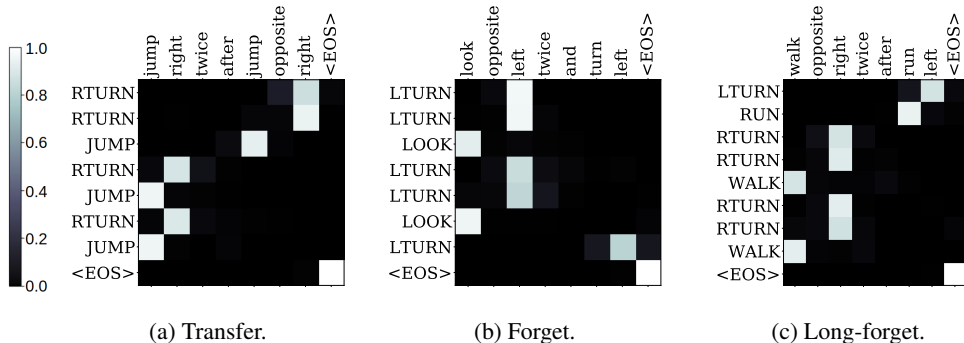 1.0
0.8
0.6
0.4
0.2
0.0
jump right twice after jump opposite right <EOS>
RTURN
RTURN
JUMP
RTURN
JUMP
RTURN
JUMP
<EOS>
(a) Transfer.
look opposite left twice and turn left <EOS>
LTURN
LTURN
LOOK
LTURN
LTURN
LOOK
LTURN
<EOS>
(b) Forget.
walk opposite right twice after run left <EOS>
LTURN
RUN
RTURN
RTURN
WALK
RTURN
RTURN
WALK
<EOS>
(c) Long-forget.